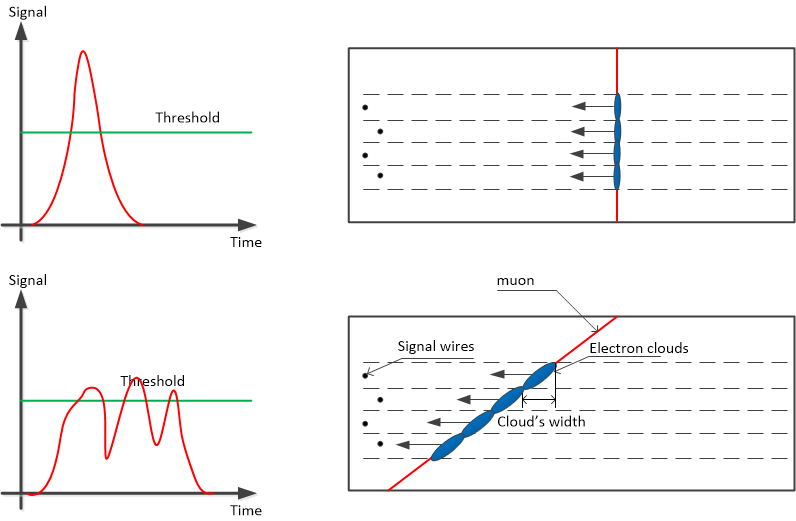 Signal
Threshold
Time
Signal
Threshold
Time
muon
Signal wires
Electron clouds
Cloud's width